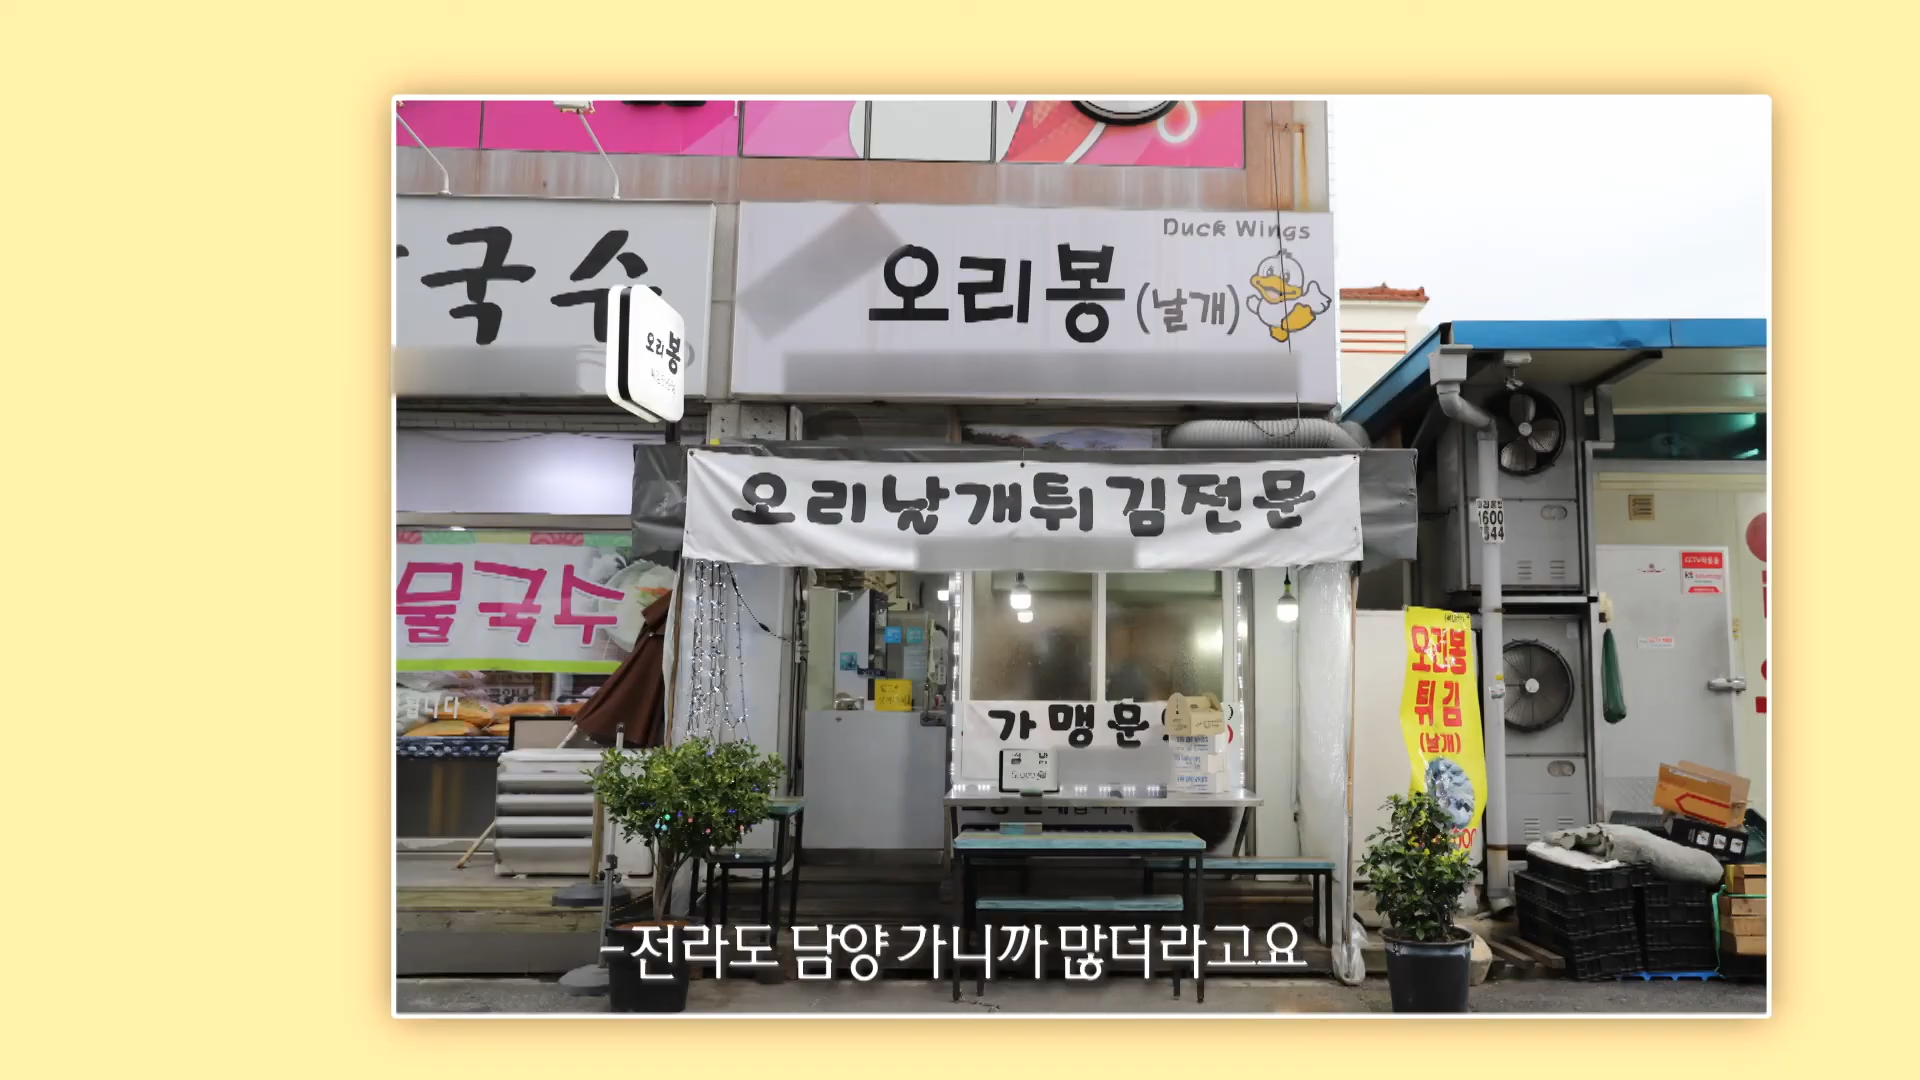 Duck Wings
국수
오리봉(날개)
오리봉
오리날개튀김전문
1600
물국수
오리봉
튀김
(날개)
니다
가맹문
-전라도 담양 가니까 많더라고요